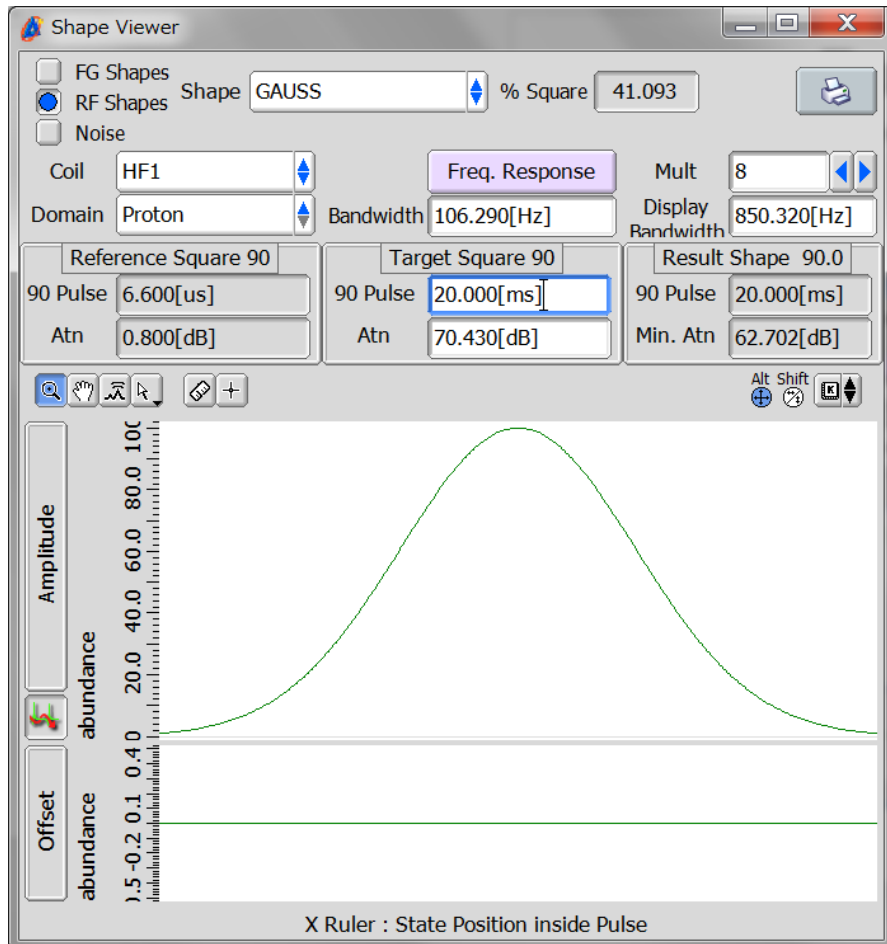 Shape Viewer
FG Shapes
RF Shapes
Noise
Shape GAUSS % Square 41.093
Coil HF1 Freq. Response Mult 8
Domain Proton Bandwidth 106.290[Hz] Display Bandwidth 850.320[Hz]
Reference Square 90 Target Square 90 Result Shape 90.0
90 Pulse 6.600[us] 90 Pulse 20.000[ms] 90 Pulse 20.000[ms]
Atn 0.800[dB] Atn 70.430[dB] Min. Atn 62.702[dB]
Alt Shift
K
Amplitude
abundance
80.0
60.0
40.0
20.0
0
Offset
abundance
0.4
0.1
-0.2
X Ruler : State Position inside Pulse